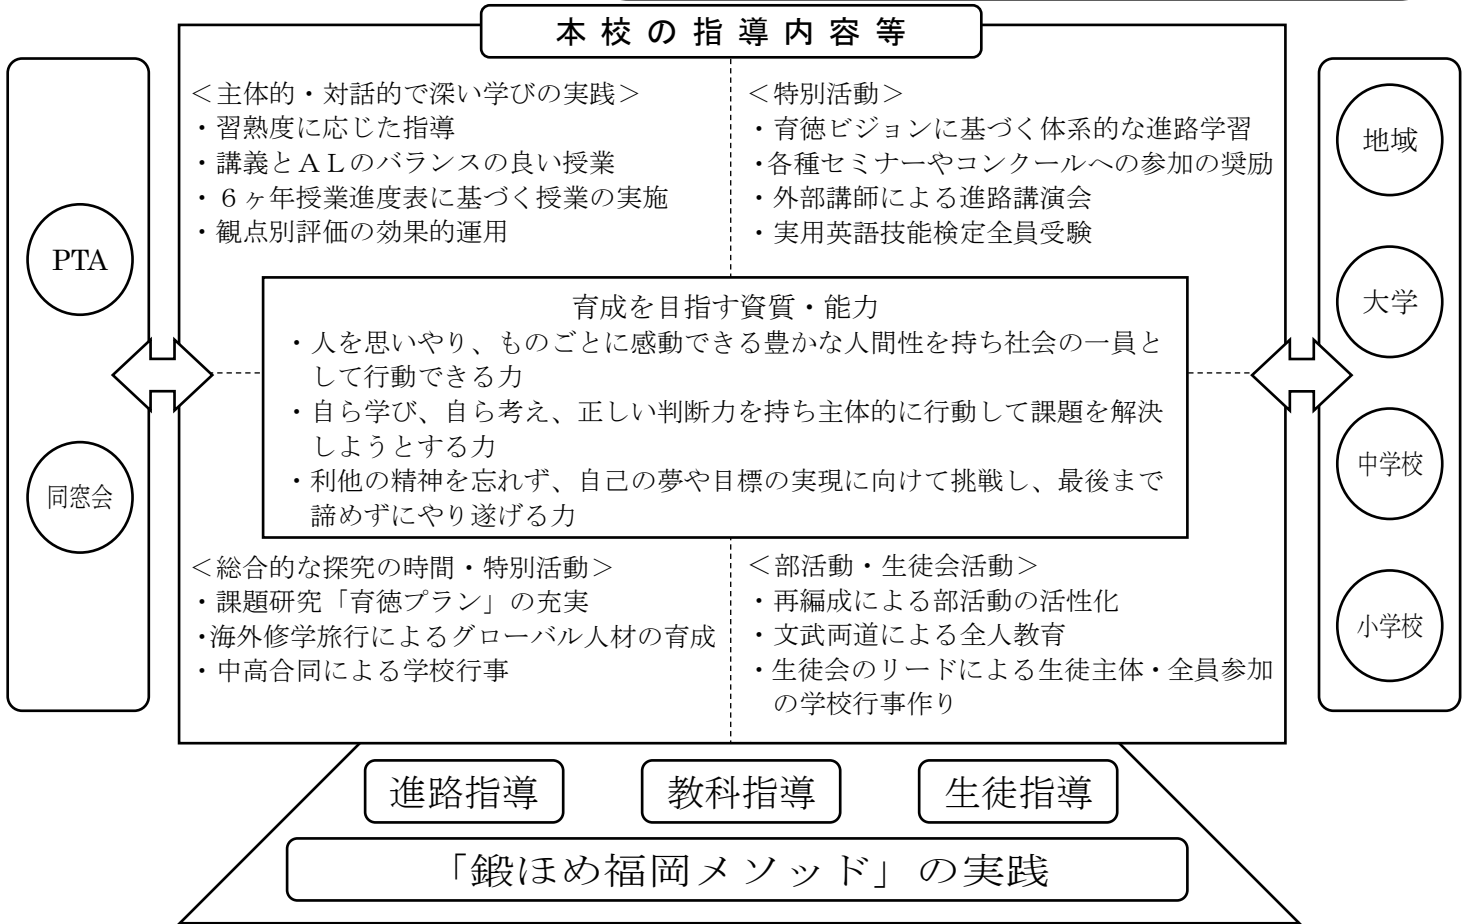 本校の指導内容等
PTA
同窓会
＜主体的・対話的で深い学びの実践＞
・習熟度に応じた指導
・講義とＡＬのバランスの良い授業
・６ヶ年授業進度表に基づく授業の実施
・観点別評価の効果的運用
＜特別活動＞
・育徳ビジョンに基づく体系的な進路学習
・各種セミナーやコンクールへの参加の奨励
・外部講師による進路講演会
・実用英語技能検定全員受験
育成を目指す資質・能力
・人を思いやり、ものごとに感動できる豊かな人間性を持ち社会の一員と
して行動できる力
・自ら学び、自ら考え、正しい判断力を持ち主体的に行動して課題を解決
しようとする力
・利他の精神を忘れず、自己の夢や目標の実現に向けて挑戦し、最後まで
諦めずにやり遂げる力
＜総合的な探究の時間・特別活動＞
・課題研究「育徳プラン」の充実
・海外修学旅行によるグローバル人材の育成
・中高合同による学校行事
＜部活動・生徒会活動＞
・再編成による部活動の活性化
・文武両道による全人教育
・生徒会のリードによる生徒主体・全員参加
の学校行事作り
地域
大学
中学校
小学校
進路指導
教科指導
生徒指導
「鍛ほめ福岡メソッド」の実践